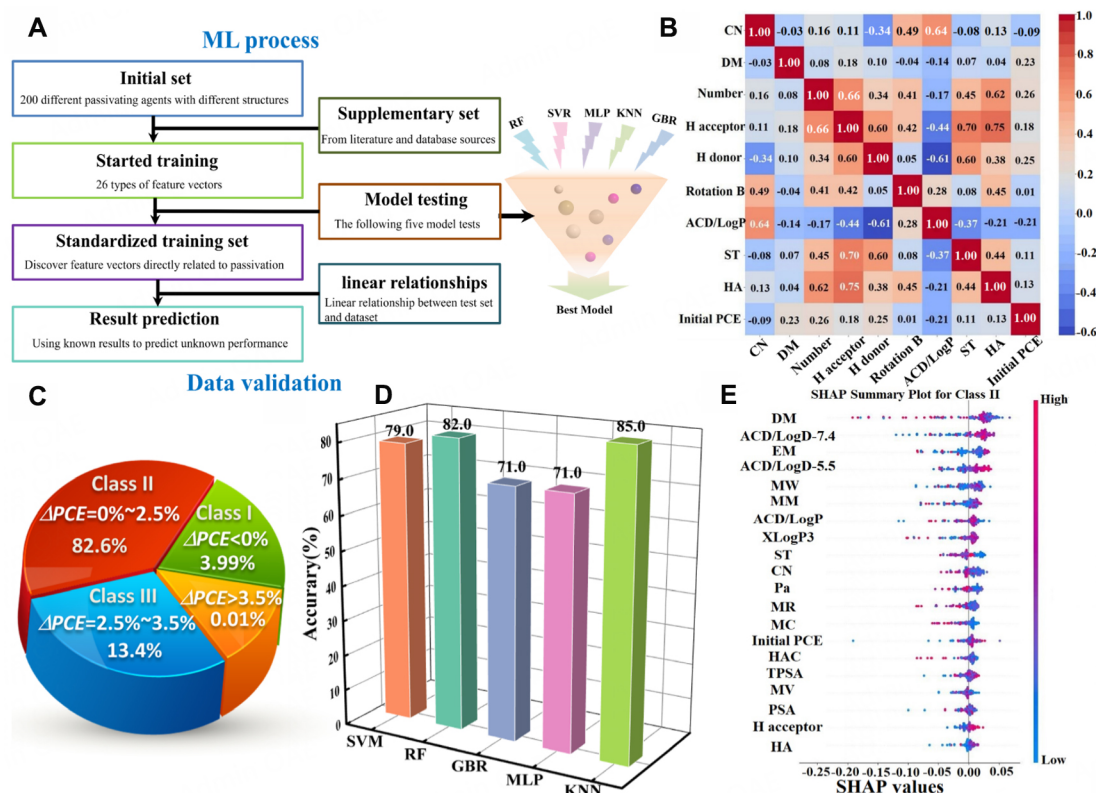 A
ML process
Initial set
200 different passivating agents with different structures
Supplementary set
From literature and database sources
Started training
26 types of feature vectors
Model testing
The following five model tests
Standardized training set
Discover feature vectors directly related to passivation
linear relationships
Linear relationship between test set
and dataset
Result prediction
Using known results to predict unknown performance
RF
SVR
MLP
KNN
GBR
Best Model
B
CN 1.00 -0.03 0.16 0.11 -0.34 0.49 0.64 -0.08 0.13 -0.09
DM -0.03 1.00 0.08 0.18 0.10 -0.04 -0.14 0.07 0.04 0.23
Number 0.16 0.08 1.00 0.66 0.34 0.41 -0.17 0.45 0.62 0.26
H acceptor 0.11 0.18 0.66 1.00 0.60 0.42 -0.44 0.70 0.75 0.18
H donor -0.34 0.10 0.34 0.60 1.00 0.05 -0.61 0.60 0.38 0.25
Rotation B 0.49 -0.04 0.41 0.42 0.05 1.00 0.28 0.08 0.45 0.01
ACD/LogP 0.64 -0.14 -0.17 -0.44 -0.61 0.28 1.00 -0.37 -0.21 -0.21
ST -0.08 0.07 0.45 0.70 0.60 0.08 -0.37 1.00 0.44 0.11
HA 0.13 0.04 0.62 0.75 0.38 0.45 -0.21 0.44 1.00 0.13
Initial PCE -0.09 0.23 0.26 0.18 0.25 0.01 -0.21 0.11 0.13 1.00
CN DM Number H acceptor H donor Rotation B ACD/LogP ST HA Initial PCE
1.0
0.8
0.6
0.4
0.2
0.0
-0.2
-0.4
-0.6
Data validation
C
Class II
ΔPCE=0%~2.5%
82.6%
Class I
ΔPCE<0%
3.99%
ΔPCE>3.5%
0.01%
Class III
ΔPCE=2.5%~3.5%
13.4%
D
Accurary(%)
80
70
60
50
40
30
20
10
0
79.0
82.0
71.0
71.0
85.0
SVM
RF
GBR
MLP
KNN
E
SHAP Summary Plot for Class II
DM
ACD/LogD-7.4
EM
ACD/LogD-5.5
MW
MM
ACD/LogP
XLogP3
ST
CN
Pa
MR
MC
Initial PCE
HAC
TPSA
MV
PSA
H acceptor
HA
-0.25 -0.20 -0.15 -0.10 -0.05 0.00 0.05
SHAP values
High
Low